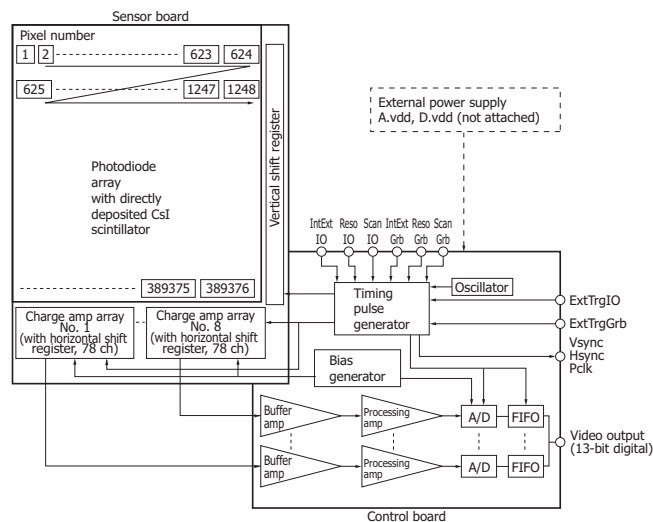 Sensor board
Pixel number
1 2 623 624
625 1247 1248
Photodiode
array
with directly
deposited CsI
scintillator
Vertical shift register
389375 389376
Charge amp array
No. 1
(with horizontal shift
register, 78 ch)
Charge amp array
No. 8
(with horizontal shift
register, 78 ch)
External power supply
A.vdd, D.vdd (not attached)
IntExt
IO
Reso
IO
Scan
IO
IntExt
Grb
Reso
Grb
Scan
Grb
Timing
pulse
generator
Oscillator
ExtTrgIO
ExtTrgGrb
Vsync
Hsync
Pclk
Bias
generator
Buffer
amp
Processing
amp
A/D
FIFO
Video output
(13-bit digital)
Buffer
amp
Processing
amp
A/D
FIFO
Control board